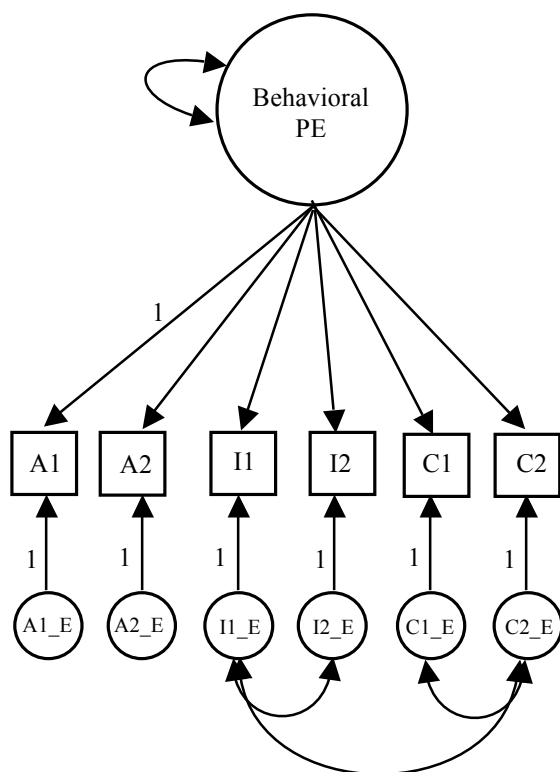 Behavioral
PE
1
A1 A2 I1 I2 C1 C2
1 1 1 1 1 1
A1_E A2_E I1_E I2_E C1_E C2_E